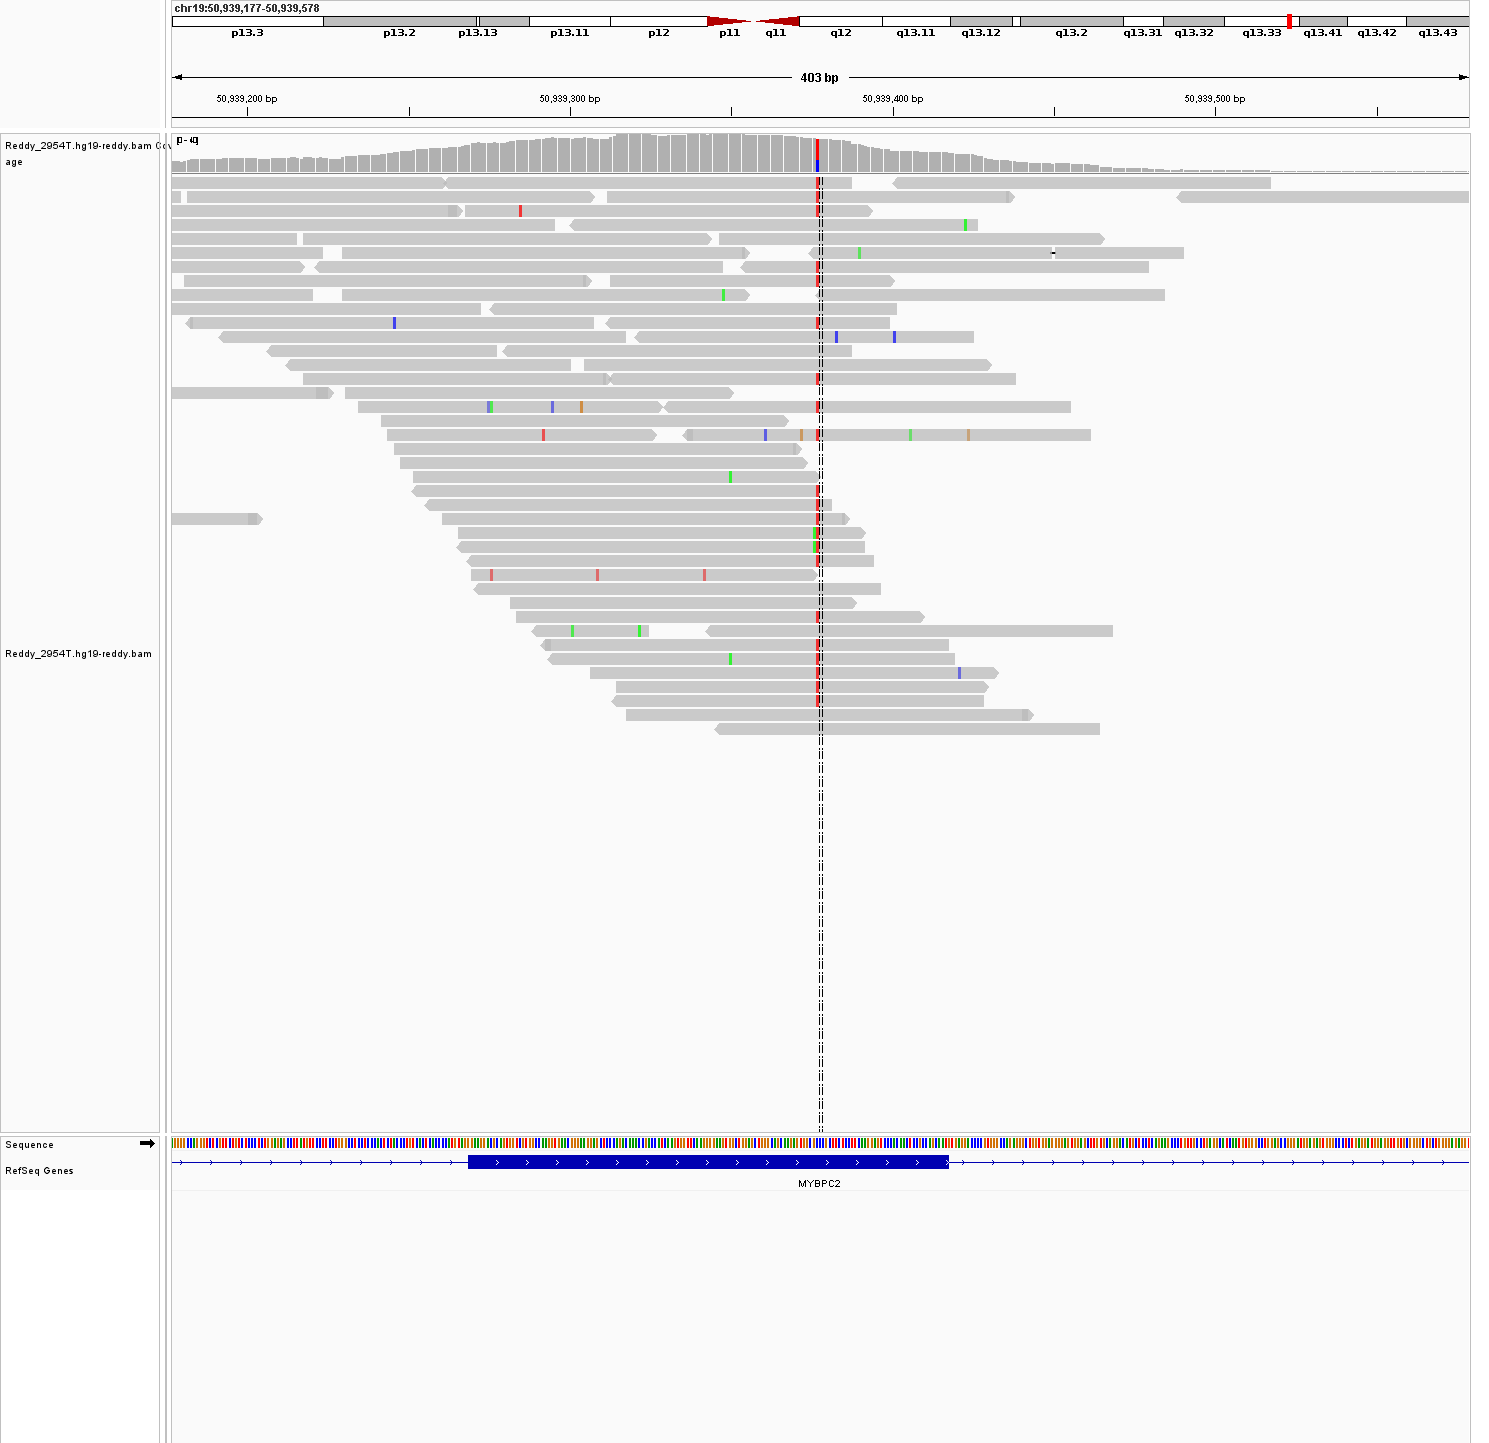 chr19:50,939,177-50,939,578
p13.3 p13.2 p13.13 p13.11 p12 p11 q11 q12 q13.11 q13.12 q13.2 q13.31 q13.32 q13.33 q13.41 q13.42 q13.43
403 bp
50,939,200 bp 50,939,300 bp 50,939,400 bp 50,939,500 bp
Reddy_2954T.hg19-reddy.bam Cov
age
Reddy_2954T.hg19-reddy.bam
Sequence
RefSeq Genes
MYBPC2